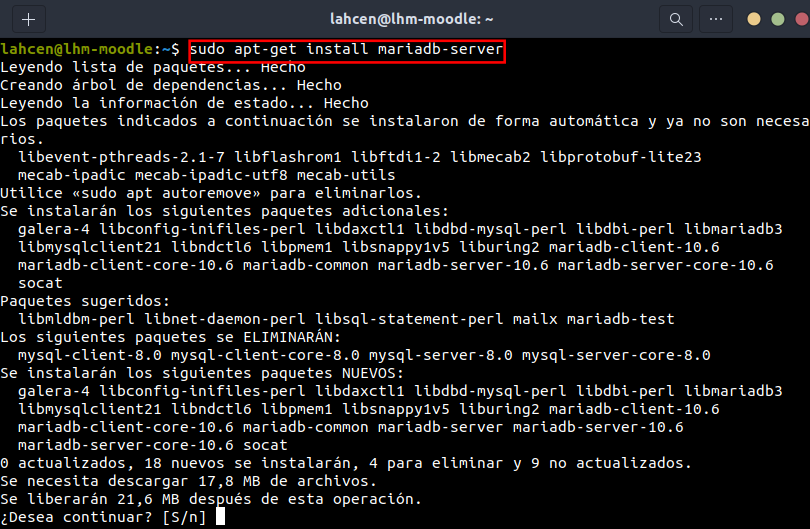 lahcen@lhm-moodle: ~
lahcen@lhm-moodle:~$ sudo apt-get install mariadb-server
Leyendo lista de paquetes... Hecho
Creando árbol de dependencias... Hecho
Leyendo la información de estado... Hecho
Los paquetes indicados a continuación se instalaron de forma automática y ya no son necesa
rios.
  libevent-pthreads-2.1-7 libflashrom1 libftdi1-2 libmecab2 libprotobuf-lite23
  mecab-ipadic mecab-ipadic-utf8 mecab-utils
Utilice «sudo apt autoremove» para eliminarlos.
Se instalarán los siguientes paquetes adicionales:
  galera-4 libconfig-inifiles-perl libdaxctl1 libdbd-mysql-perl libdbi-perl libmariadb3
  libmysqlclient21 libndctl6 libpmem1 libsnappy1v5 liburing2 mariadb-client-10.6
  mariadb-client-core-10.6 mariadb-common mariadb-server-10.6 mariadb-server-core-10.6
  socat
Paquetes sugeridos:
  libmldbm-perl libnet-daemon-perl libsql-statement-perl mailx mariadb-test
Los siguientes paquetes se ELIMINARÁN:
  mysql-client-8.0 mysql-client-core-8.0 mysql-server-8.0 mysql-server-core-8.0
Se instalarán los siguientes paquetes NUEVOS:
  galera-4 libconfig-inifiles-perl libdaxctl1 libdbd-mysql-perl libdbi-perl libmariadb3
  libmysqlclient21 libndctl6 libpmem1 libsnappy1v5 liburing2 mariadb-client-10.6
  mariadb-client-core-10.6 mariadb-common mariadb-server mariadb-server-10.6
  mariadb-server-core-10.6 socat
0 actualizados, 18 nuevos se instalarán, 4 para eliminar y 9 no actualizados.
Se necesita descargar 17,8 MB de archivos.
Se liberarán 21,6 MB después de esta operación.
¿Desea continuar? [S/n]